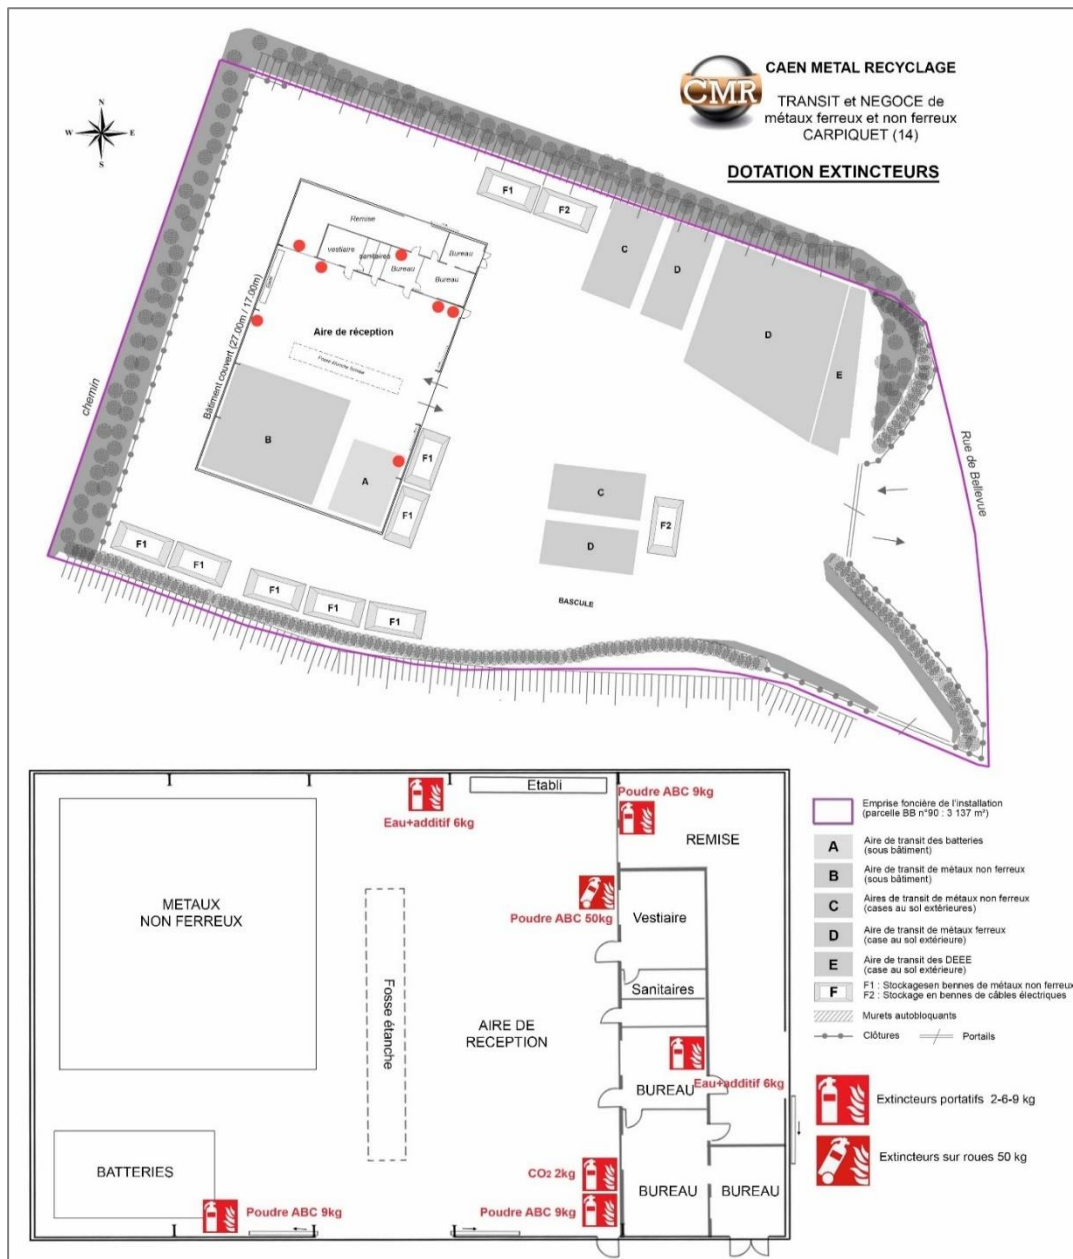 CMR
CAEN METAL RECYCLAGE
TRANSIT et NEGOCE de
métaux ferreux et non ferreux
CARPIQUET (14)
DOTATION EXTINCTEURS
N
W E
S
F1
F2
C
D
D
E
Remise
vestiaire
sanitaires
Bureau
Bureau
Bureau
Aire de réception
Bâtiment couvert (27.00m / 17.00m)
chemin
B
A
F1
F1
C
D
F2
BASCULE
Rue de Bellevue
F1
F1
F1
F1
F1
Etabli
Eau+additif 6kg
Poudre ABC 9kg
REMISE
METAUX
NON FERREUX
Poudre ABC 50kg
Vestiaire
Fosse étanche
Sanitaires
AIRE DE
RECEPTION
BUREAU
Eau+additif 6kg
BATTERIES
CO2 2kg
BUREAU
BUREAU
Poudre ABC 9kg
Poudre ABC 9kg
Emprise foncière de l'installation
(parcelle BB n°90 : 3 137 m²)
A
Aire de transit des batteries
(sous bâtiment)
B
Aire de transit de métaux non ferreux
(sous bâtiment)
C
Aires de transit de métaux non ferreux
(cases au sol extérieures)
D
Aire de transit de métaux ferreux
(case au sol extérieure)
E
Aire de transit des DEEE
(case au sol extérieure)
F
F1 : Stockagesen bennes de métaux non ferreux
F2 : Stockage en bennes de câbles électriques
Murets autobloquants
Clôtures
Portails
Extincteurs portatifs 2-6-9 kg
Extincteurs sur roues 50 kg